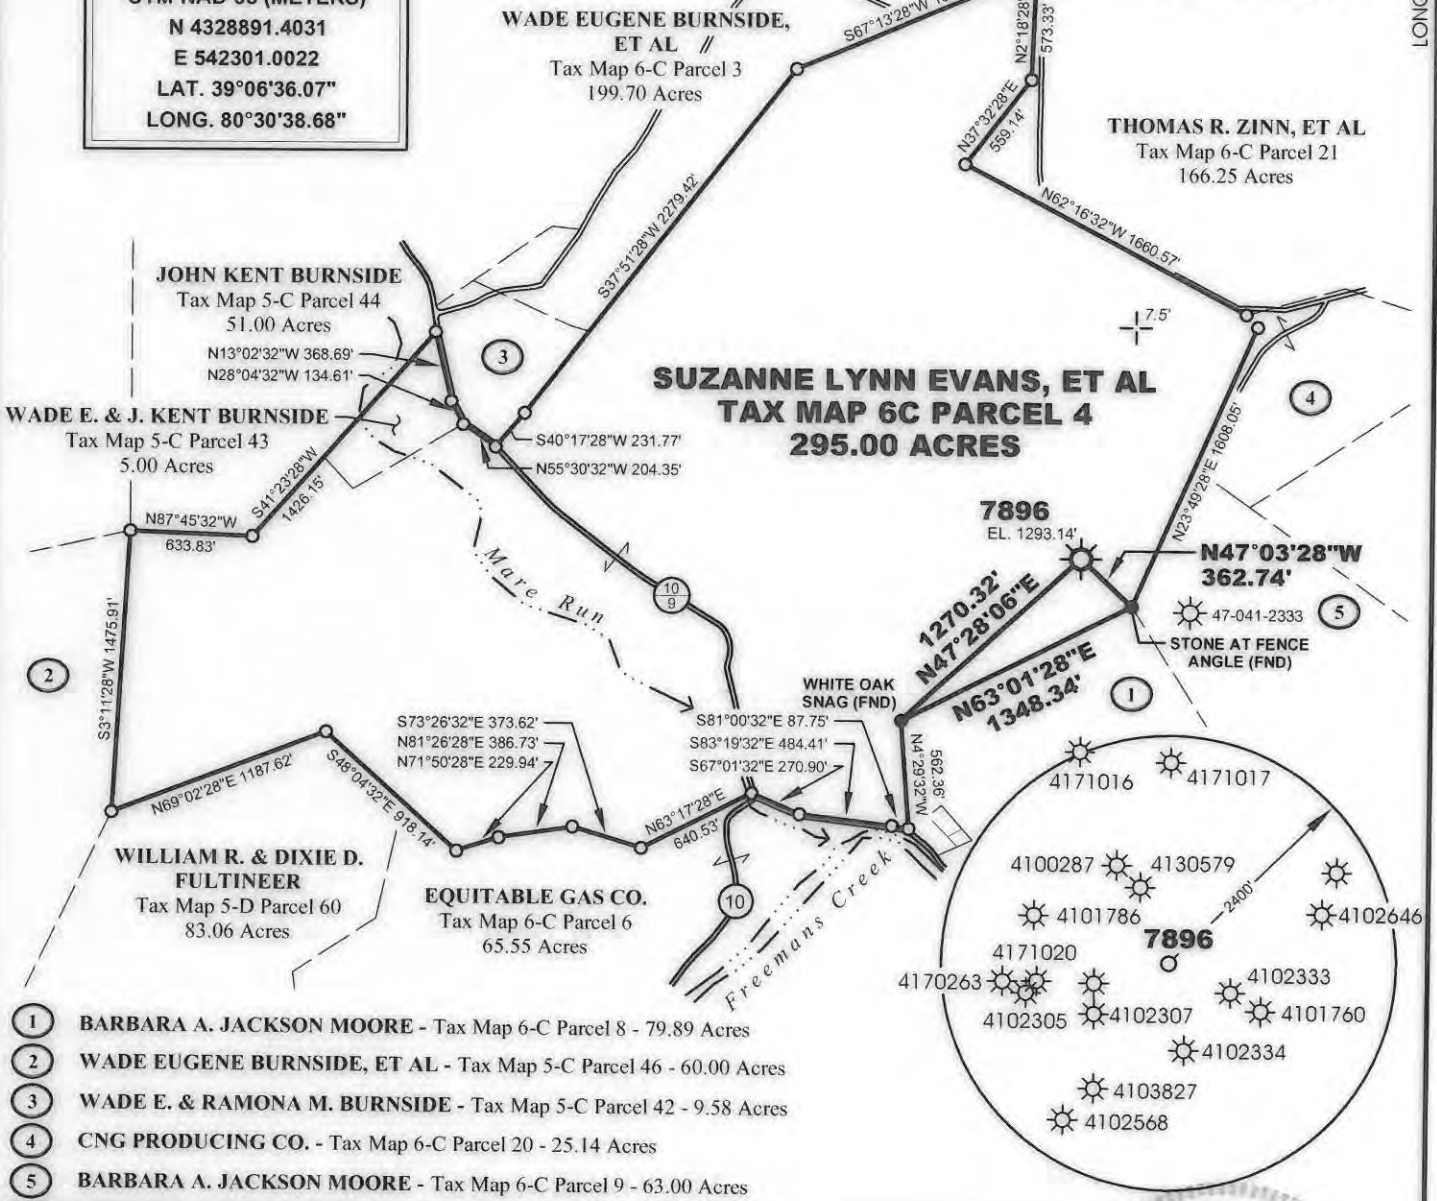 N 4328891.4031
E 542301.0022
LAT. 39°06'36.07"
LONG. 80°30'38.68"
WADE EUGENE BURNSIDE,
ET AL //
Tax Map 6-C Parcel 3
199.70 Acres
S67°13'28"W
N2°18'28"
573.33'
LONG
N37°32'28"E
559.14'
THOMAS R. ZINN, ET AL
Tax Map 6-C Parcel 21
166.25 Acres
N62°16'32"W 1660.57'
S37°51'28"W 2279.42'
7.5'
JOHN KENT BURNSIDE
Tax Map 5-C Parcel 44
51.00 Acres
N13°02'32"W 368.69'
N28°04'32"W 134.61'
3
WADE E. & J. KENT BURNSIDE
Tax Map 5-C Parcel 43
5.00 Acres
SUZANNE LYNN EVANS, ET AL
TAX MAP 6C PARCEL 4
295.00 ACRES
4
S40°17'28"W 231.77'
N55°30'32"W 204.35'
S41°23'28"W
1426.15'
N87°45'32"W
633.83'
N23°49'28"E 1608.05'
7896
EL. 1293.14'
N47°03'28"W
362.74'
Mare Run
10
9
1270.32'
N47°28'06"E
47-041-2333
5
STONE AT FENCE
ANGLE (FND)
S3°11'28"W 1475.91'
2
WHITE OAK
SNAG (FND)
N63°01'28"E
1348.34'
1
S73°26'32"E 373.62'
N81°26'28"E 386.73'
N71°50'28"E 229.94'
S81°00'32"E 87.75'
S83°19'32"E 484.41'
S67°01'32"E 270.90'
N4°29'32"W
562.36'
N69°02'28"E 1187.62'
S48°04'32"E 918.14'
N63°17'28"E
640.53'
4171016
4171017
WILLIAM R. & DIXIE D.
FULTINEER
Tax Map 5-D Parcel 60
83.06 Acres
EQUITABLE GAS CO.
Tax Map 6-C Parcel 6
65.55 Acres
10
Freemans Creek
4100287
4130579
2400'
4101786
4102646
7896
4171020
4170263
4102333
4102305
4102307
4101760
4102334
4103827
4102568
1 BARBARA A. JACKSON MOORE - Tax Map 6-C Parcel 8 - 79.89 Acres
2 WADE EUGENE BURNSIDE, ET AL - Tax Map 5-C Parcel 46 - 60.00 Acres
3 WADE E. & RAMONA M. BURNSIDE - Tax Map 5-C Parcel 42 - 9.58 Acres
4 CNG PRODUCING CO. - Tax Map 6-C Parcel 20 - 25.14 Acres
5 BARBARA A. JACKSON MOORE - Tax Map 6-C Parcel 9 - 63.00 Acres